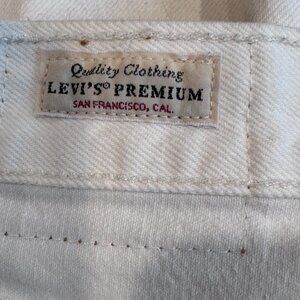 Quality Clothing
LEVI'S® PREMIUM
SAN FRANCISCO, CAL.